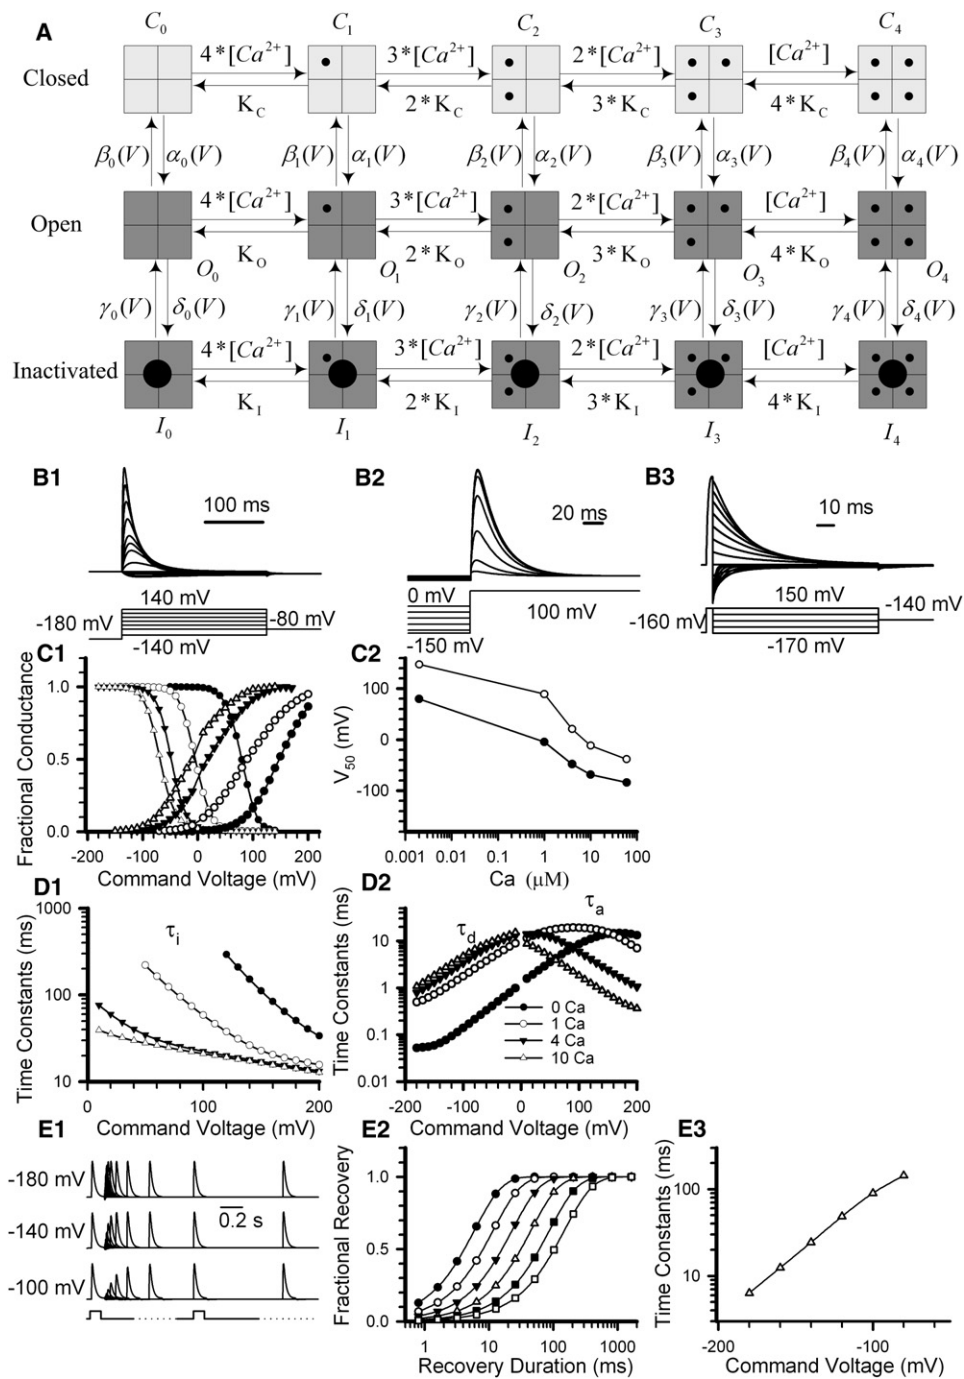 A
C0 C1 C2 C3 C4
Closed
4*[Ca2+] 3*[Ca2+] 2*[Ca2+] [Ca2+]
KC 2*KC 3*KC 4*KC
β0(V) α0(V) β1(V) α1(V) β2(V) α2(V) β3(V) α3(V) β4(V) α4(V)
Open
4*[Ca2+] 3*[Ca2+] 2*[Ca2+] [Ca2+]
KO 2*KO 3*KO 4*KO
O0 O1 O2 O3 O4
γ0(V) δ0(V) γ1(V) δ1(V) γ2(V) δ2(V) γ3(V) δ3(V) γ4(V) δ4(V)
Inactivated
4*[Ca2+] 3*[Ca2+] 2*[Ca2+] [Ca2+]
KI 2*KI 3*KI 4*KI
I0 I1 I2 I3 I4
B1
100 ms
140 mV
-180 mV
-80 mV
-140 mV
B2
20 ms
0 mV
100 mV
-150 mV
B3
10 ms
150 mV
-140 mV
-160 mV
-170 mV
C1
Fractional Conductance
1.0
0.5
0.0
-200 -100 0 100 200
Command Voltage (mV)
C2
V50 (mV)
100
0
-100
0.001 0.01 0.1 1 10 100
Ca (μM)
D1
Time Constants (ms)
1000
100
10
τi
0 100 200
Command Voltage (mV)
D2
Time Constants (ms)
10
1
0.1
0.01
τd
τa
0 Ca
1 Ca
4 Ca
10 Ca
-200 -100 0 100 200
Command Voltage (mV)
E1
-180 mV
-140 mV
-100 mV
0.2 s
E2
Fractional Recovery
1.0
0.5
0.0
1 10 100 1000
Recovery Duration (ms)
E3
Time Constants (ms)
100
10
-200 -100
Command Voltage (mV)